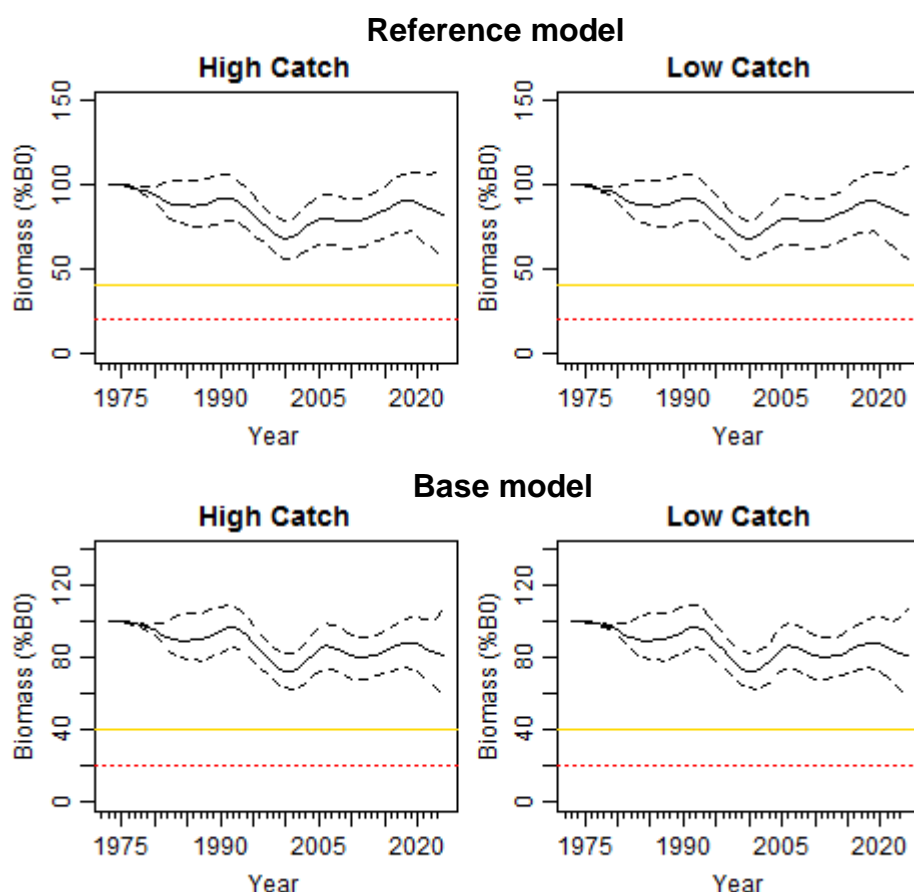 Reference model
High Catch
Low Catch
Biomass (%B0)
150
100
50
0
1975 1990 2005 2020
Year
Biomass (%B0)
150
100
50
0
1975 1990 2005 2020
Year
Base model
High Catch
Low Catch
Biomass (%B0)
120
80
40
0
1975 1990 2005 2020
Year
Biomass (%B0)
120
80
40
0
1975 1990 2005 2020
Year